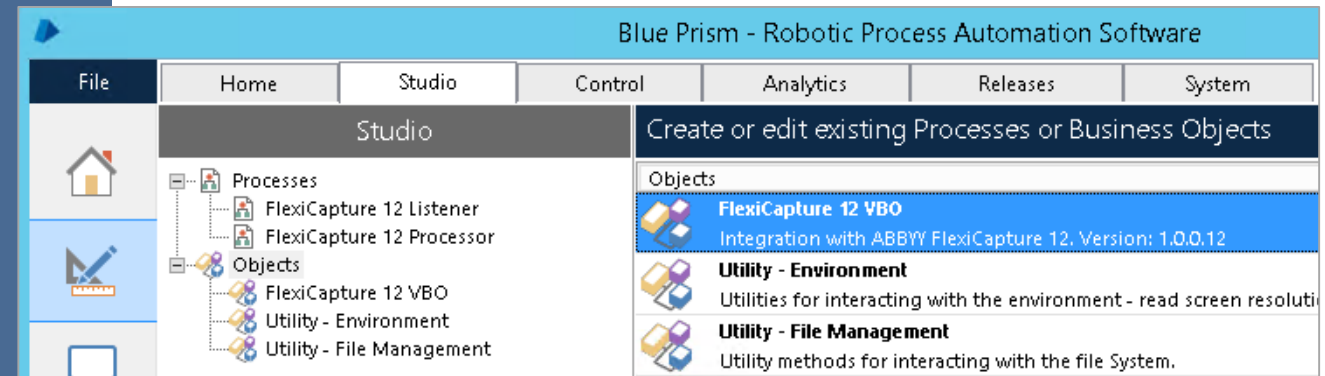 Blue Prism - Robotic Process Automation Software
File Home Studio Control Analytics Releases System
Studio
Create or edit existing Processes or Business Objects
Processes
FlexiCapture 12 Listener
FlexiCapture 12 Processor
Objects
FlexiCapture 12 VBO
Utility - Environment
Utility - File Management
Objects
FlexiCapture 12 VBO
Integration with ABBYY FlexiCapture 12. Version: 1.0.0.12
Utility - Environment
Utilities for interacting with the environment - read screen
Utility - File Management
Utility methods for interacting with the file System.